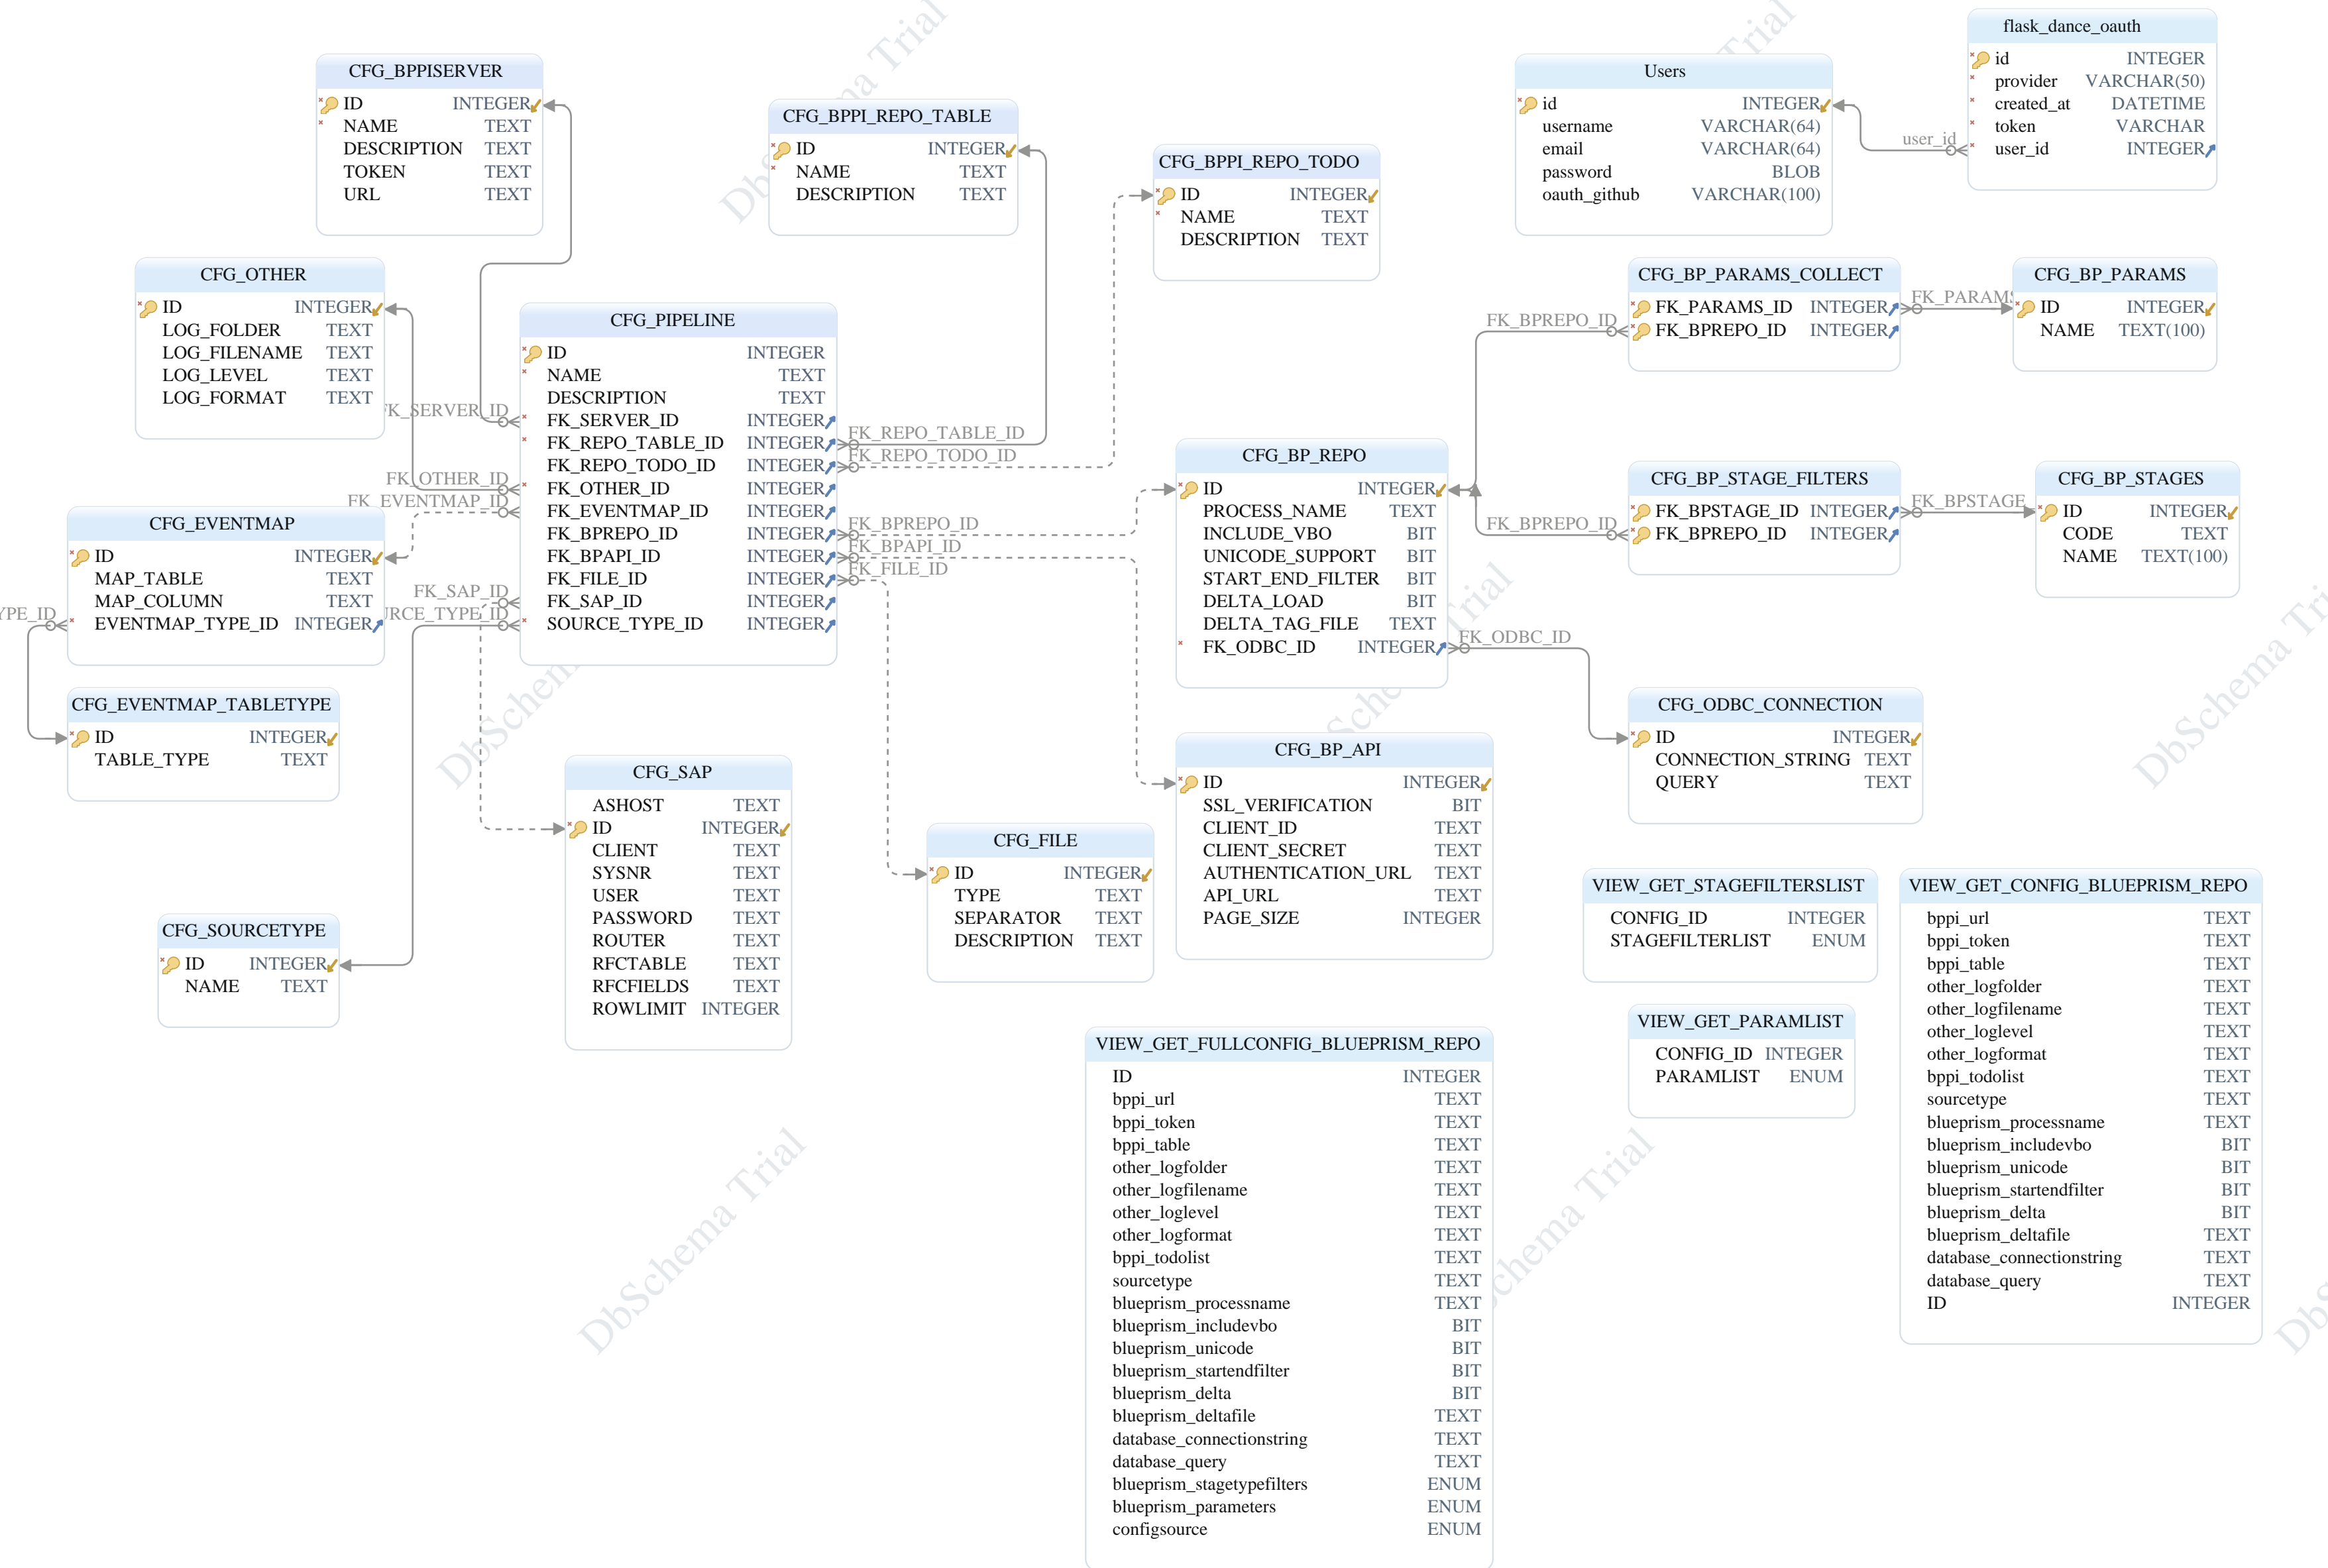 CFG_BPPISERVER
ID INTEGER
NAME TEXT
DESCRIPTION TEXT
TOKEN TEXT
URL TEXT
CFG_BPPI_REPO_TABLE
ID INTEGER
NAME TEXT
DESCRIPTION TEXT
CFG_BPPI_REPO_TODO
ID INTEGER
NAME TEXT
DESCRIPTION TEXT
Users
id INTEGER
username VARCHAR(64)
email VARCHAR(64)
password BLOB
oauth_github VARCHAR(100)
user_id
flask_dance_oauth
id INTEGER
provider VARCHAR(50)
created_at DATETIME
token VARCHAR
user_id INTEGER
CFG_OTHER
ID INTEGER
LOG_FOLDER TEXT
LOG_FILENAME TEXT
LOG_LEVEL TEXT
LOG_FORMAT TEXT
CFG_PIPELINE
ID INTEGER
NAME TEXT
DESCRIPTION TEXT
FK_SERVER_ID INTEGER
FK_REPO_TABLE_ID INTEGER
FK_REPO_TODO_ID INTEGER
FK_OTHER_ID INTEGER
FK_EVENTMAP_ID INTEGER
FK_BPREPO_ID INTEGER
FK_BPAPI_ID INTEGER
FK_FILE_ID INTEGER
FK_SAP_ID INTEGER
SOURCE_TYPE_ID INTEGER
FK_SERVER_ID
FK_OTHER_ID
FK_EVENTMAP_ID
FK_SAP_ID
URCE_TYPE_ID
FK_REPO_TABLE_ID
FK_REPO_TODO_ID
FK_BPREPO_ID
FK_BPAPI_ID
FK_FILE_ID
CFG_BP_PARAMS_COLLECT
FK_PARAMS_ID INTEGER
FK_BPREPO_ID INTEGER
FK_BPREPO_ID
FK_PARAMS
CFG_BP_PARAMS
ID INTEGER
NAME TEXT(100)
CFG_BP_REPO
ID INTEGER
PROCESS_NAME TEXT
INCLUDE_VBO BIT
UNICODE_SUPPORT BIT
START_END_FILTER BIT
DELTA_LOAD BIT
DELTA_TAG_FILE TEXT
FK_ODBC_ID INTEGER
FK_BPREPO_ID
FK_ODBC_ID
CFG_BP_STAGE_FILTERS
FK_BPSTAGE_ID INTEGER
FK_BPREPO_ID INTEGER
FK_BPSTAGE_
CFG_BP_STAGES
ID INTEGER
CODE TEXT
NAME TEXT(100)
CFG_EVENTMAP
ID INTEGER
MAP_TABLE TEXT
MAP_COLUMN TEXT
EVENTMAP_TYPE_ID INTEGER
YPE_ID
CFG_EVENTMAP_TABLETYPE
ID INTEGER
TABLE_TYPE TEXT
CFG_SAP
ASHOST TEXT
ID INTEGER
CLIENT TEXT
SYSNR TEXT
USER TEXT
PASSWORD TEXT
ROUTER TEXT
RFCTABLE TEXT
RFCFIELDS TEXT
ROWLIMIT INTEGER
CFG_SOURCETYPE
ID INTEGER
NAME TEXT
CFG_FILE
ID INTEGER
TYPE TEXT
SEPARATOR TEXT
DESCRIPTION TEXT
CFG_BP_API
ID INTEGER
SSL_VERIFICATION BIT
CLIENT_ID TEXT
CLIENT_SECRET TEXT
AUTHENTICATION_URL TEXT
API_URL TEXT
PAGE_SIZE INTEGER
CFG_ODBC_CONNECTION
ID INTEGER
CONNECTION_STRING TEXT
QUERY TEXT
VIEW_GET_STAGEFILTERSLIST
CONFIG_ID INTEGER
STAGEFILTERLIST ENUM
VIEW_GET_PARAMLIST
CONFIG_ID INTEGER
PARAMLIST ENUM
VIEW_GET_CONFIG_BLUEPRISM_REPO
bppi_url TEXT
bppi_token TEXT
bppi_table TEXT
other_logfolder TEXT
other_logfilename TEXT
other_loglevel TEXT
other_logformat TEXT
bppi_todolist TEXT
sourcetype TEXT
blueprism_processname TEXT
blueprism_includevbo BIT
blueprism_unicode BIT
blueprism_startendfilter BIT
blueprism_delta BIT
blueprism_deltafile TEXT
database_connectionstring TEXT
database_query TEXT
ID INTEGER
VIEW_GET_FULLCONFIG_BLUEPRISM_REPO
ID INTEGER
bppi_url TEXT
bppi_token TEXT
bppi_table TEXT
other_logfolder TEXT
other_logfilename TEXT
other_loglevel TEXT
other_logformat TEXT
bppi_todolist TEXT
sourcetype TEXT
blueprism_processname TEXT
blueprism_includevbo BIT
blueprism_unicode BIT
blueprism_startendfilter BIT
blueprism_delta BIT
blueprism_deltafile TEXT
database_connectionstring TEXT
database_query TEXT
blueprism_stagetypefilters ENUM
blueprism_parameters ENUM
configsource ENUM
DbSchema Trial
DbSchema Trial